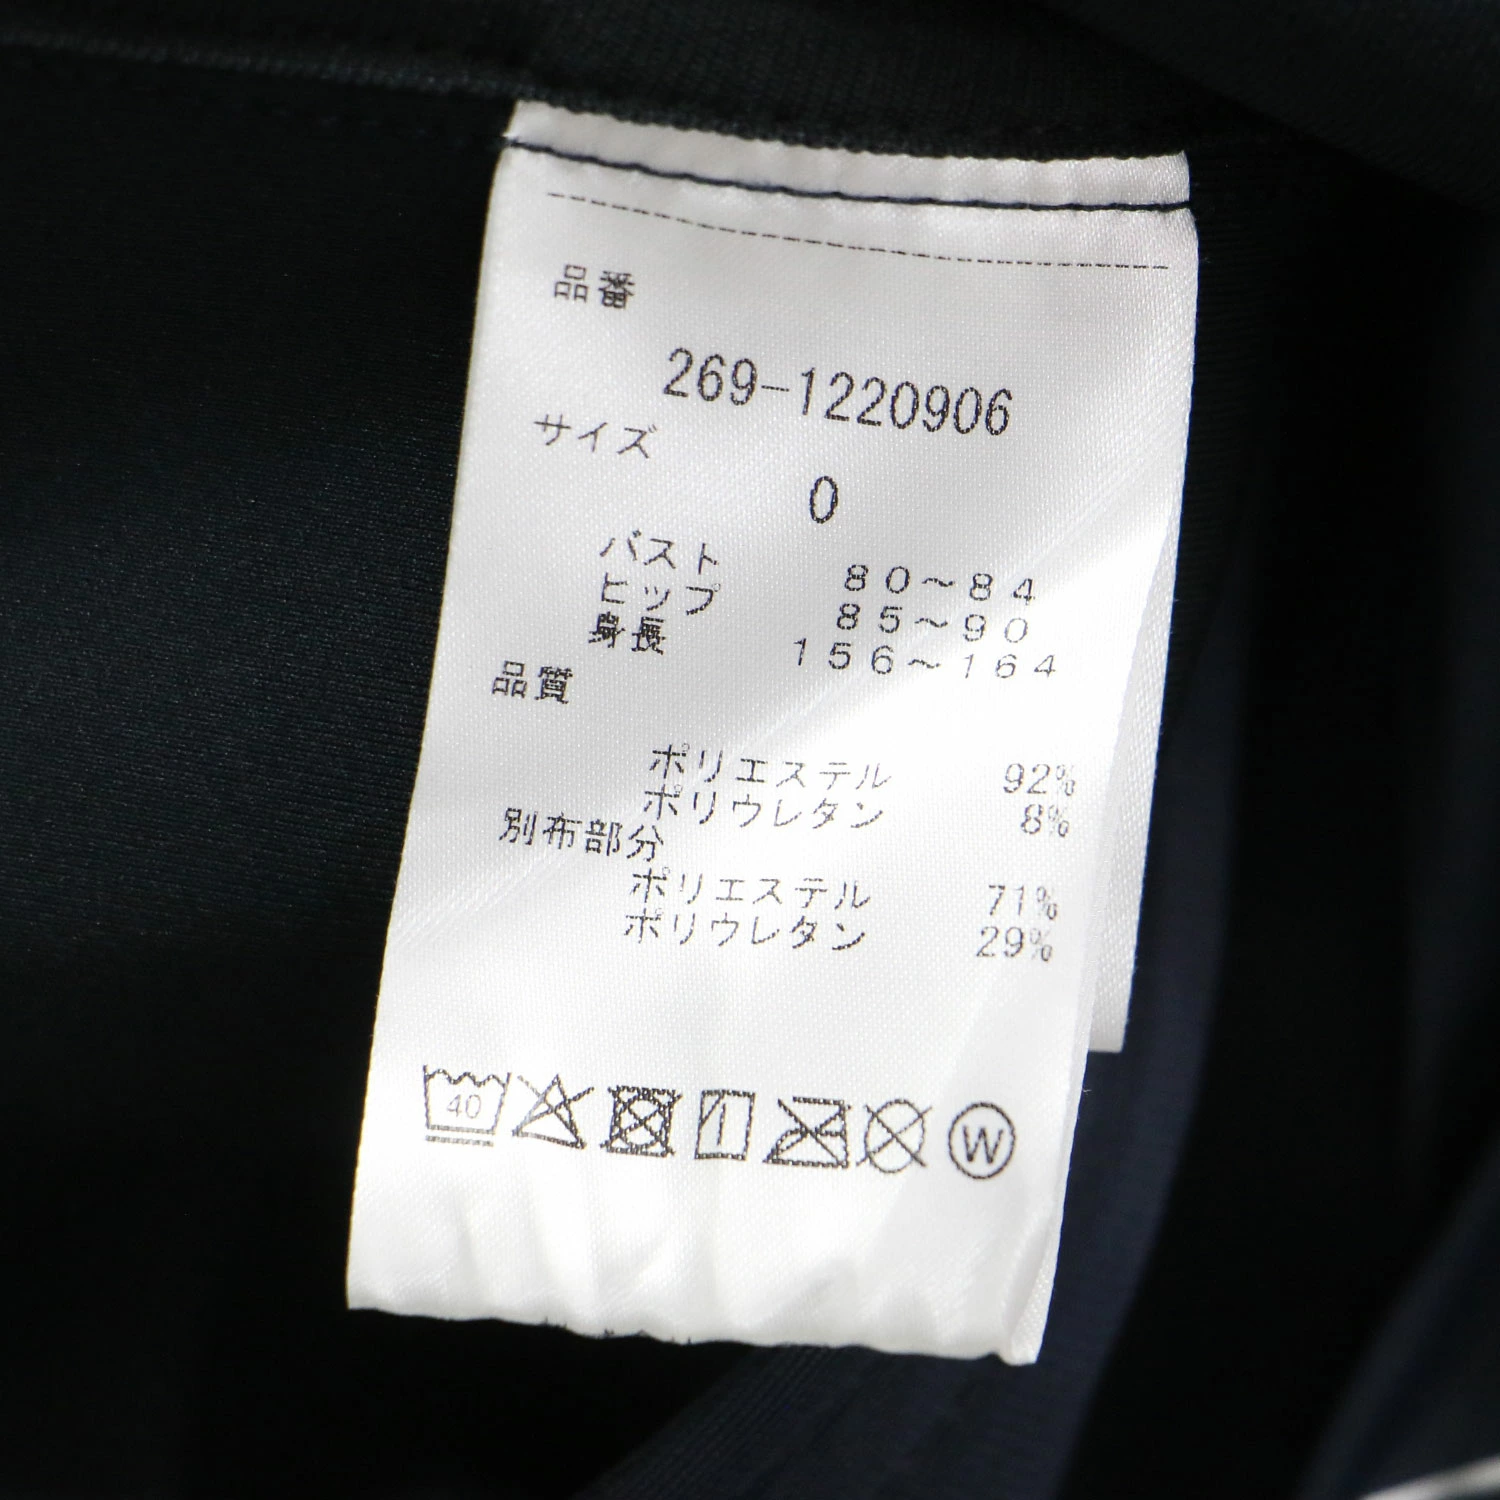 品番
269-1220906
サイズ
0
バスト 80～84
ヒップ 85～90
身長 156～164
品質
ポリエステル 92%
ポリウレタン 8%
別布部分
ポリエステル 71%
ポリウレタン 29%
40 W